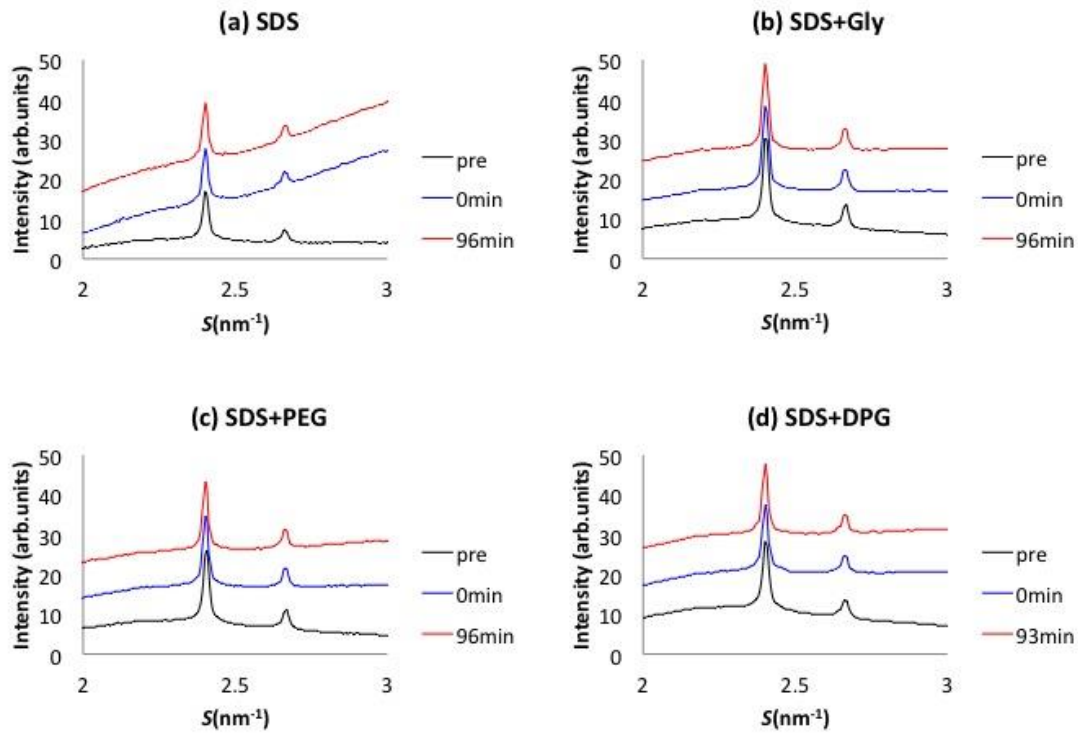 (a) SDS
Intensity (arb.units)
50
40
30
20
10
0
2
2.5
3
S(nm⁻¹)
pre
0min
96min
(b) SDS+Gly
Intensity (arb.units)
50
40
30
20
10
0
2
2.5
3
S(nm⁻¹)
pre
0min
96min
(c) SDS+PEG
Intensity (arb.units)
50
40
30
20
10
0
2
2.5
3
S(nm⁻¹)
pre
0min
96min
(d) SDS+DPG
Intensity (arb.units)
50
40
30
20
10
0
2
2.5
3
S(nm⁻¹)
pre
0min
93min